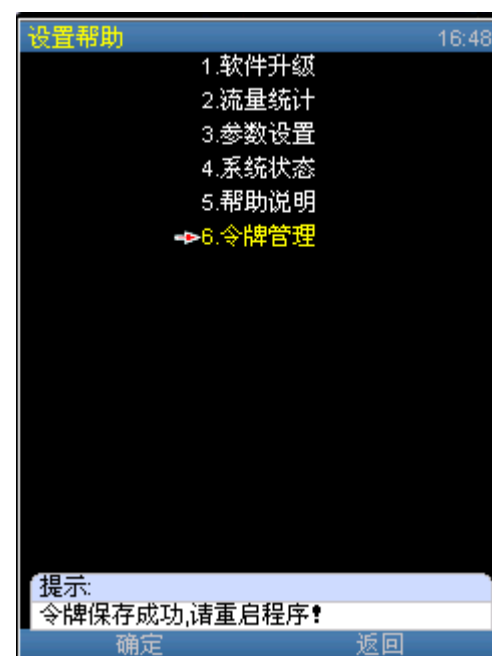 设置帮助 16:48
1.软件升级
2.流量统计
3.参数设置
4.系统状态
5.帮助说明
6.令牌管理
提示:
令牌保存成功,请重启程序!
确定 返回